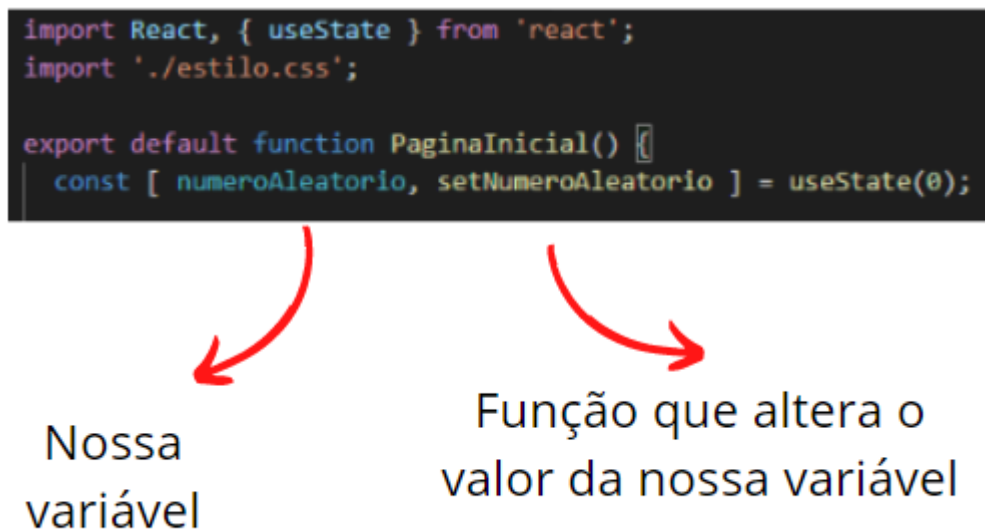 import React, { useState } from 'react';
import './estilo.css';
export default function PaginaInicial() {
const [ numeroAleatorio, setNumeroAleatorio ] = useState(0);
Nossa
variável
Função que altera o
valor da nossa variável